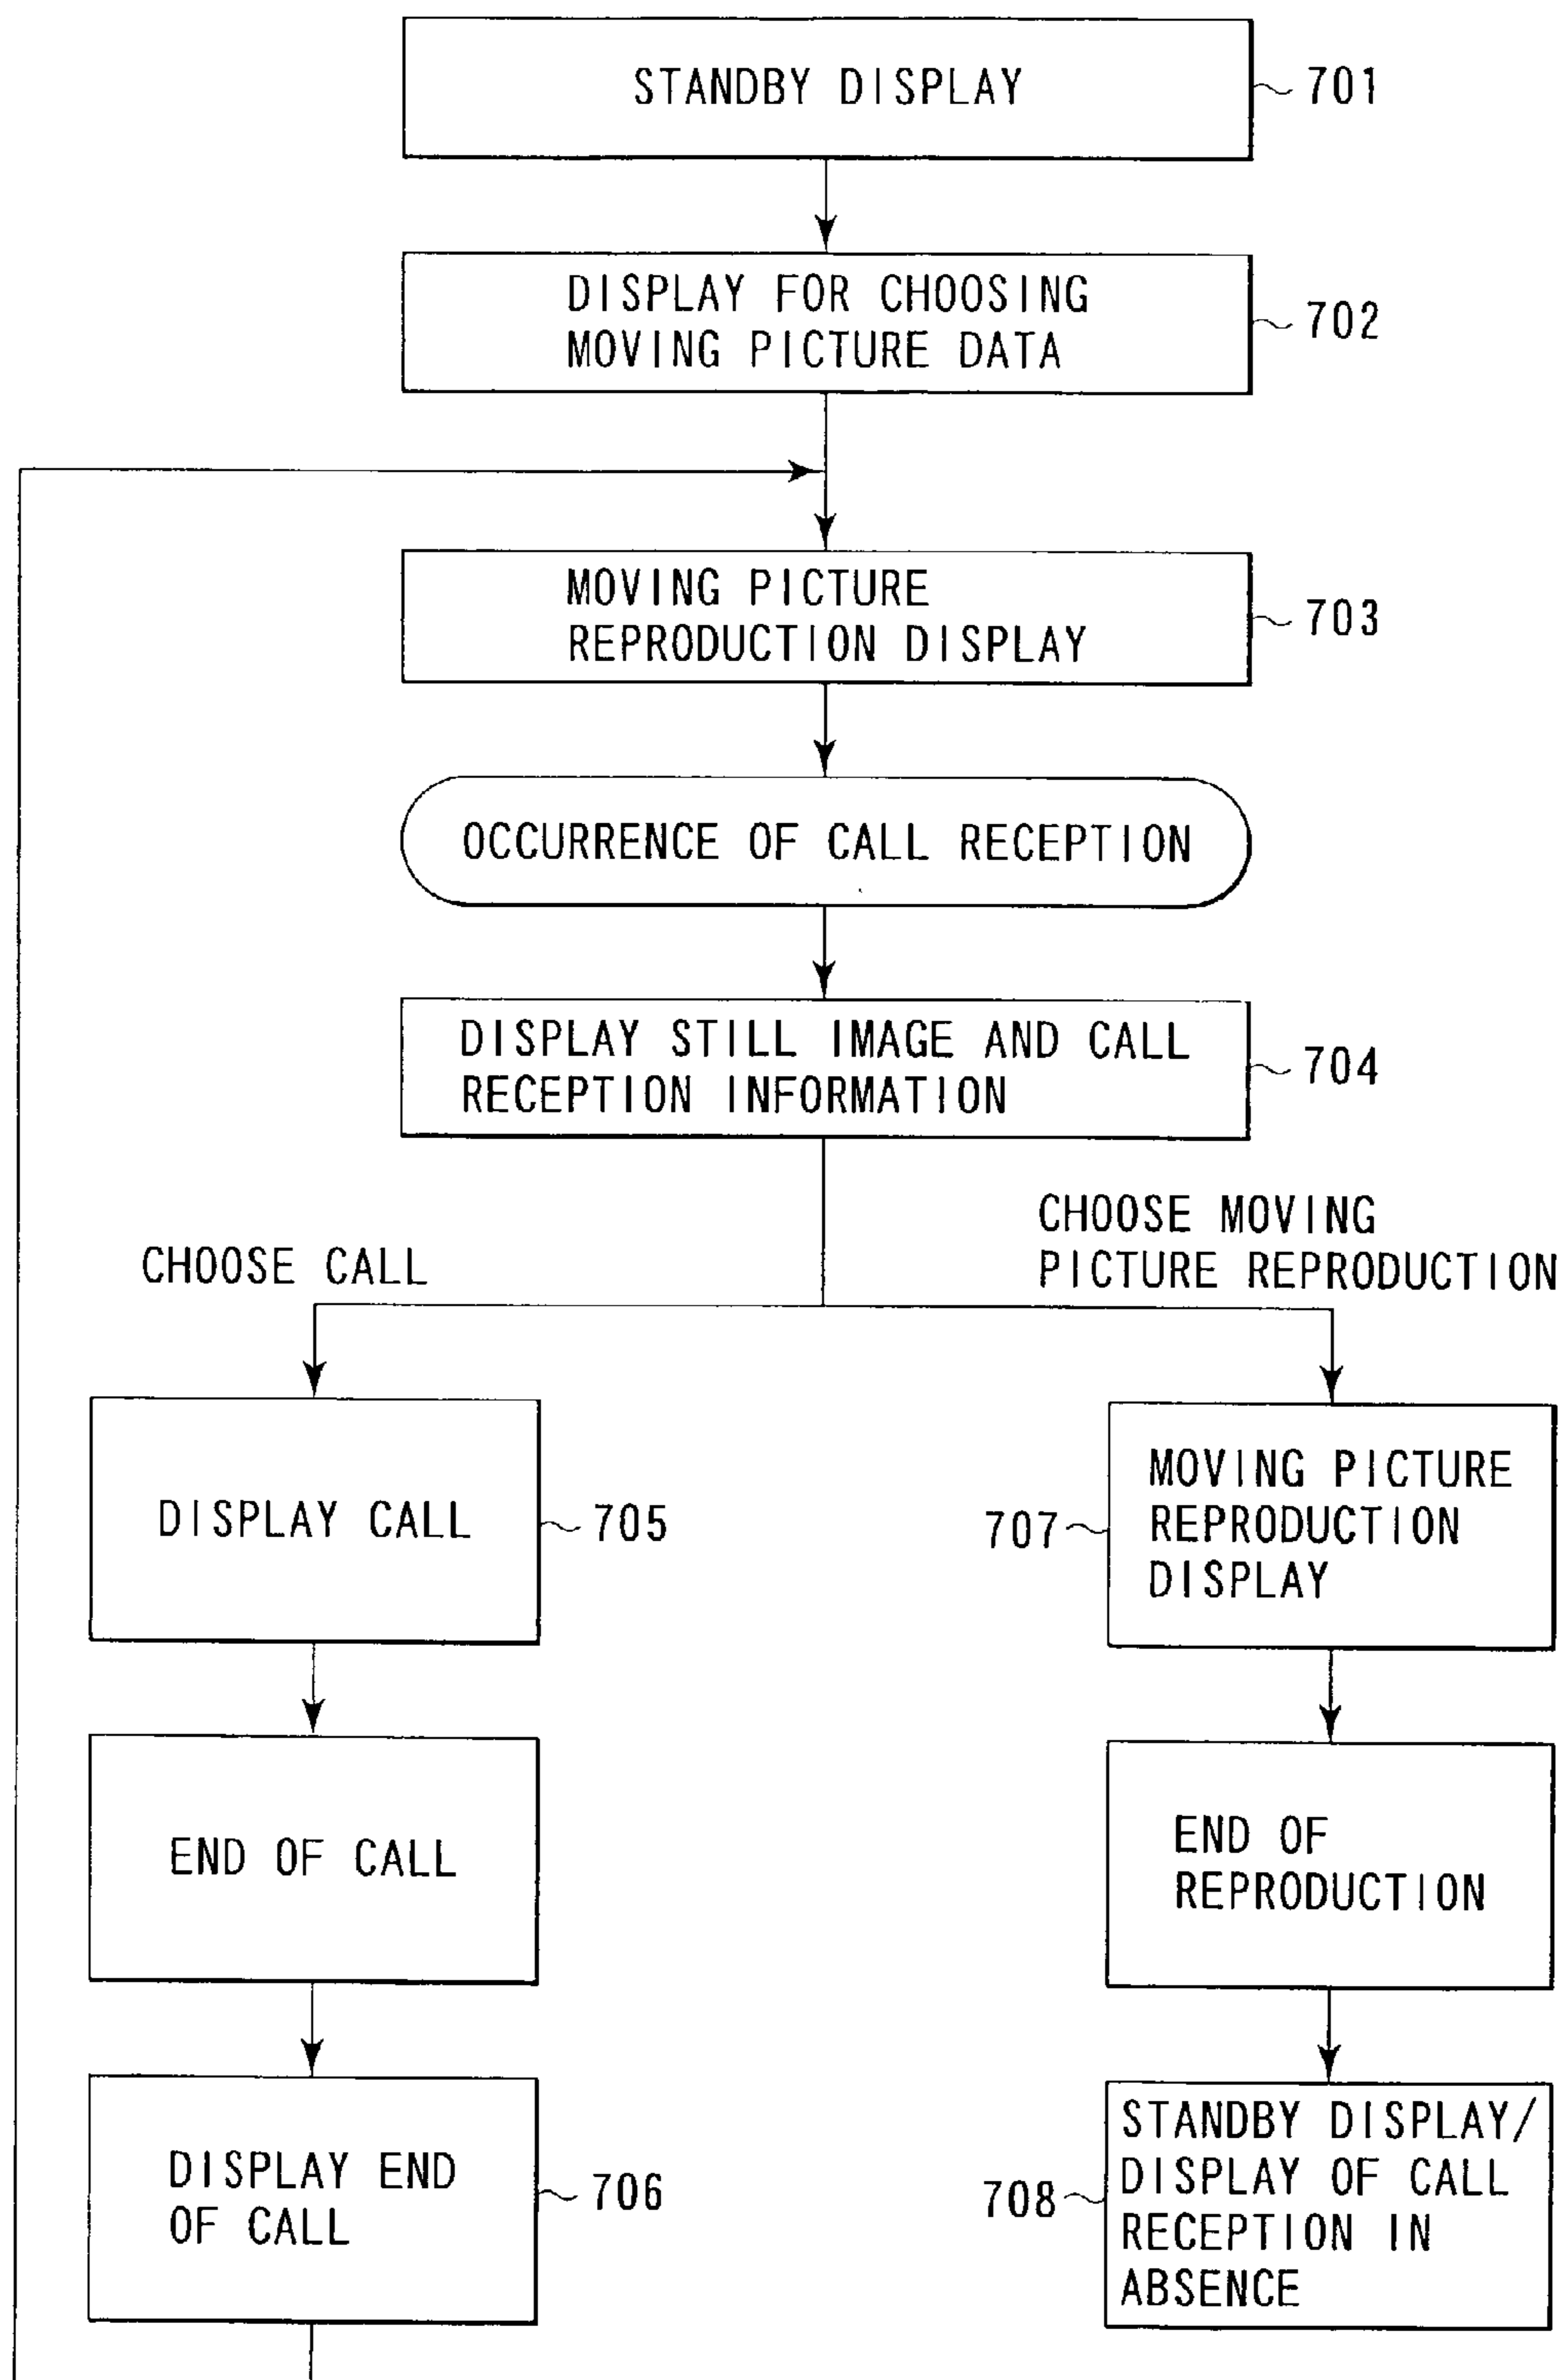 STANDBY DISPLAY
701
DISPLAY FOR CHOOSING
MOVING PICTURE DATA
702
MOVING PICTURE
REPRODUCTION DISPLAY
703
OCCURRENCE OF CALL RECEPTION
DISPLAY STILL IMAGE AND CALL
RECEPTION INFORMATION
704
CHOOSE CALL
CHOOSE MOVING
PICTURE REPRODUCTION
DISPLAY CALL
705
707
MOVING PICTURE
REPRODUCTION
DISPLAY
END OF CALL
END OF
REPRODUCTION
DISPLAY END
OF CALL
706
708
STANDBY DISPLAY/
DISPLAY OF CALL
RECEPTION IN
ABSENCE